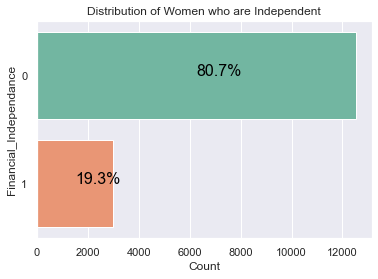 Distribution of Women who are Independent
Financial_Independance
0
80.7%
1
19.3%
0 2000 4000 6000 8000 10000 12000
Count